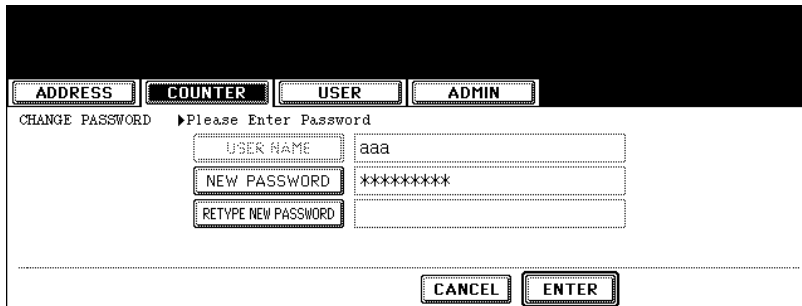 ADDRESS COUNTER USER ADMIN
CHANGE PASSWORD ▶Please Enter Password
USER NAME aaa
NEW PASSWORD *********
RETYPE NEW PASSWORD
CANCEL ENTER